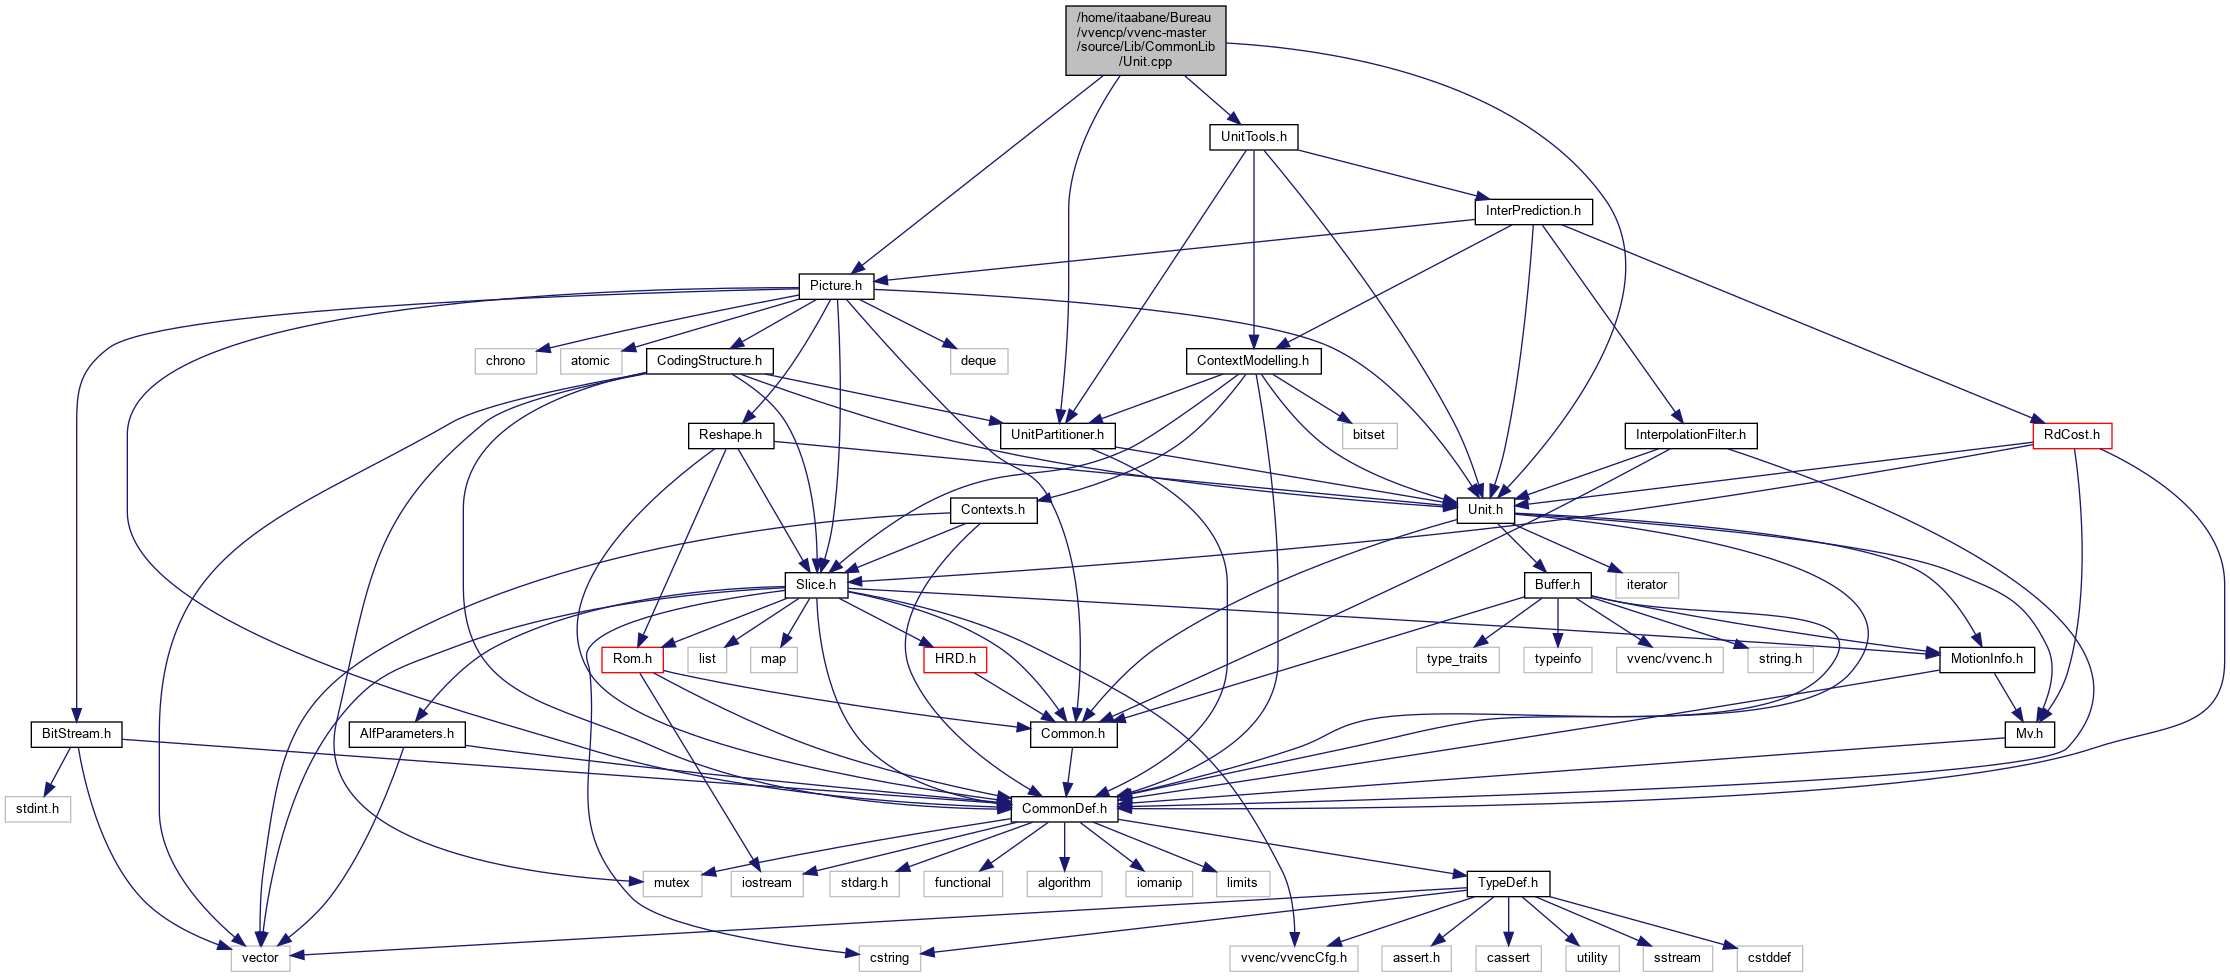 /home/itaabane/Bureau
/vvencp/vvenc-master
/source/Lib/CommonLib
/Unit.cpp
UnitTools.h
InterPrediction.h
Picture.h
chrono
atomic
CodingStructure.h
deque
ContextModelling.h
Reshape.h
UnitPartitioner.h
bitset
InterpolationFilter.h
RdCost.h
Contexts.h
Unit.h
Slice.h
Buffer.h
iterator
Rom.h
list
map
HRD.h
type_traits
typeinfo
vvenc/vvenc.h
string.h
MotionInfo.h
BitStream.h
AlfParameters.h
Common.h
Mv.h
stdint.h
CommonDef.h
mutex
iostream
stdarg.h
functional
algorithm
iomanip
limits
TypeDef.h
vector
cstring
vvenc/vvencCfg.h
assert.h
cassert
utility
sstream
cstddef